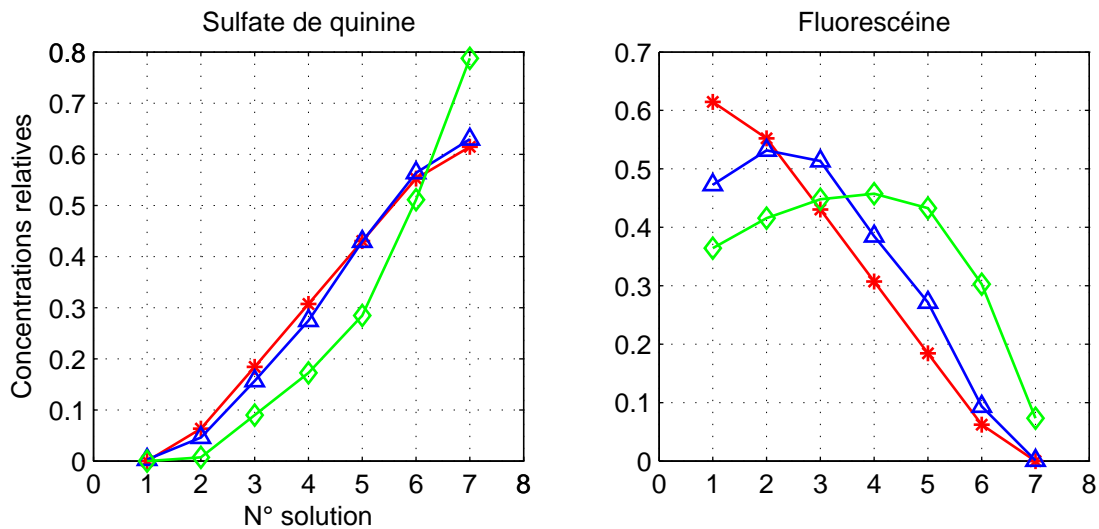 Sulfate de quinine
0.8
0.7
0.6
0.5
0.4
0.3
0.2
0.1
0
Concentrations relatives
0 1 2 3 4 5 6 7 8
N° solution
Fluorescéine
0.7
0.6
0.5
0.4
0.3
0.2
0.1
0
0 1 2 3 4 5 6 7 8